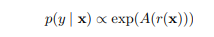 p(y | x) ∝ exp(A(r(x)))